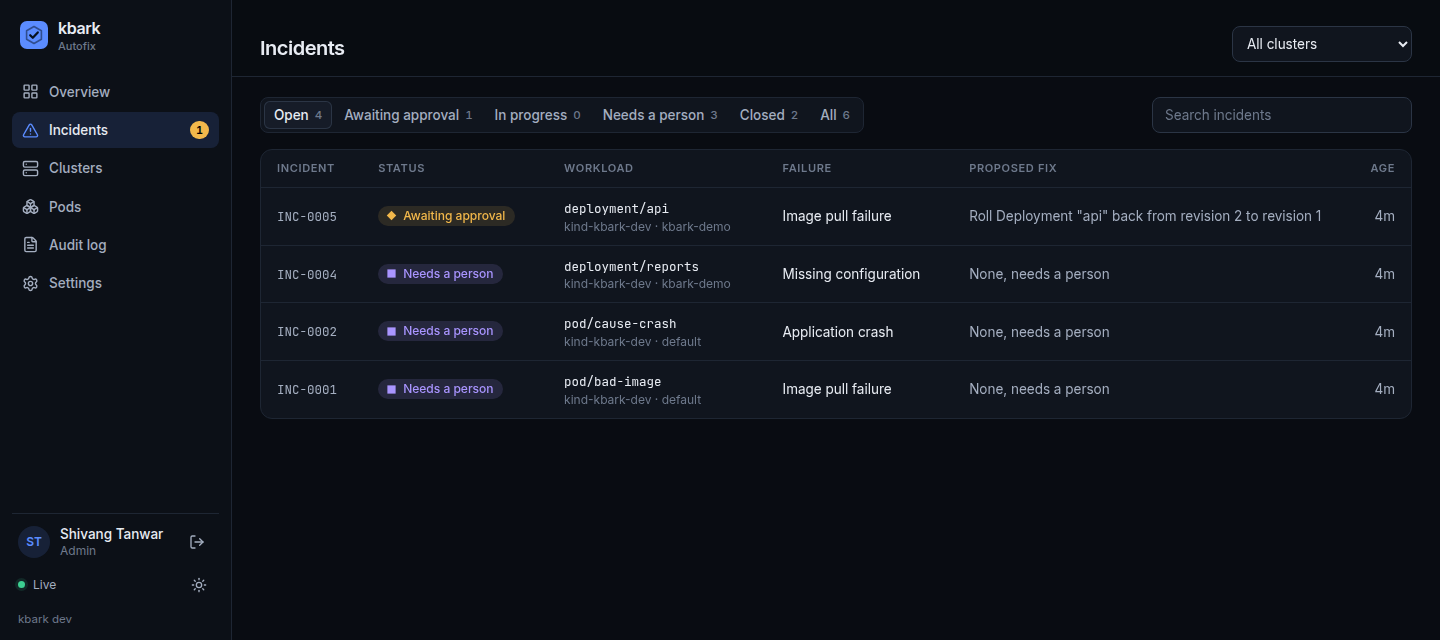 kbark
Autofix
Overview
Incidents 1
Clusters
Pods
Audit log
Settings
Shivang Tanwar
ST
Admin
Live
kbark dev
Incidents
All clusters
Open 4 Awaiting approval 1 In progress 0 Needs a person 3 Closed 2 All 6
Search incidents
INCIDENT STATUS WORKLOAD FAILURE PROPOSED FIX AGE
INC-0005 Awaiting approval deployment/api Image pull failure Roll Deployment "api" back from revision 2 to revision 1 4m
kind-kbark-dev · kbark-demo
INC-0004 Needs a person deployment/reports Missing configuration None, needs a person 4m
kind-kbark-dev · kbark-demo
INC-0002 Needs a person pod/cause-crash Application crash None, needs a person 4m
kind-kbark-dev · default
INC-0001 Needs a person pod/bad-image Image pull failure None, needs a person 4m
kind-kbark-dev · default